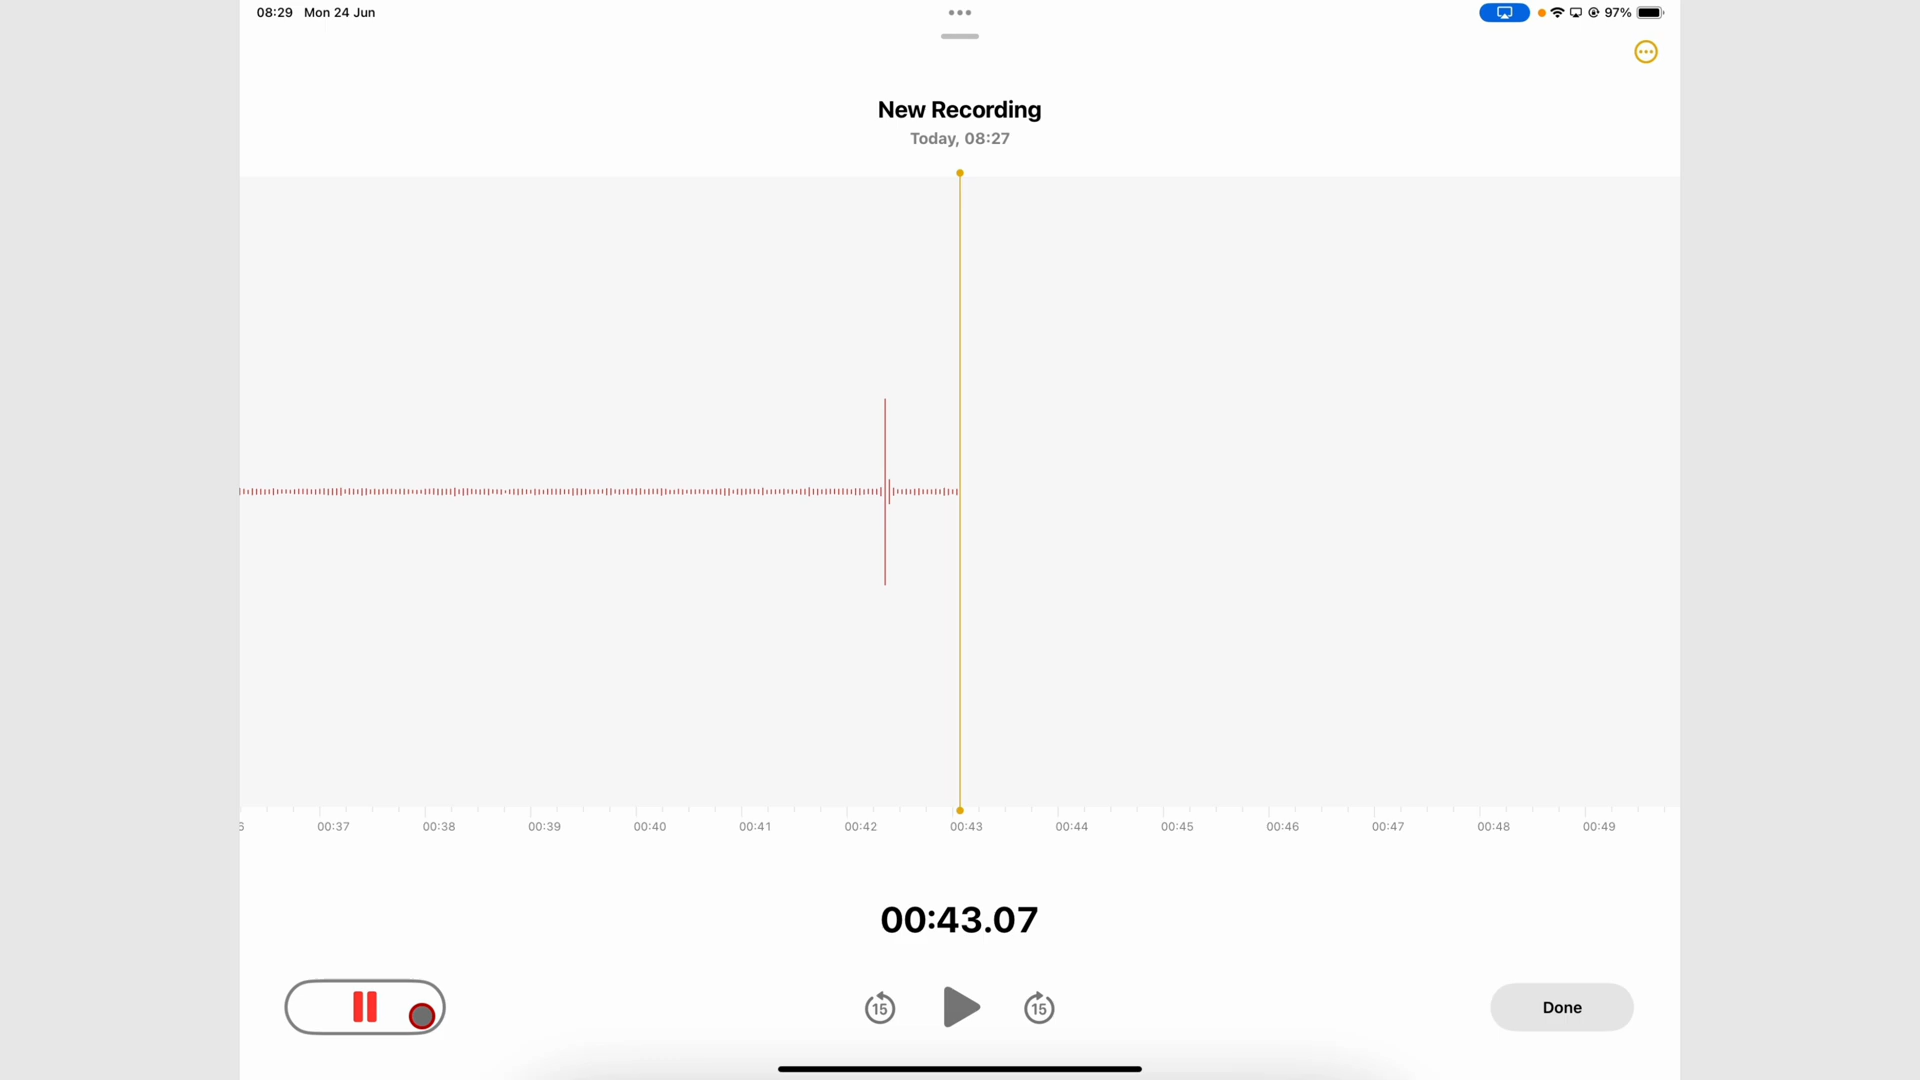 08:29 Mon 24 Jun
97%
New Recording
Today, 08:27
6 00:37 00:38 00:39 00:40 00:41 00:42 00:43 00:44 00:45 00:46 00:47 00:48 00:49
00:43.07
15 15 Done